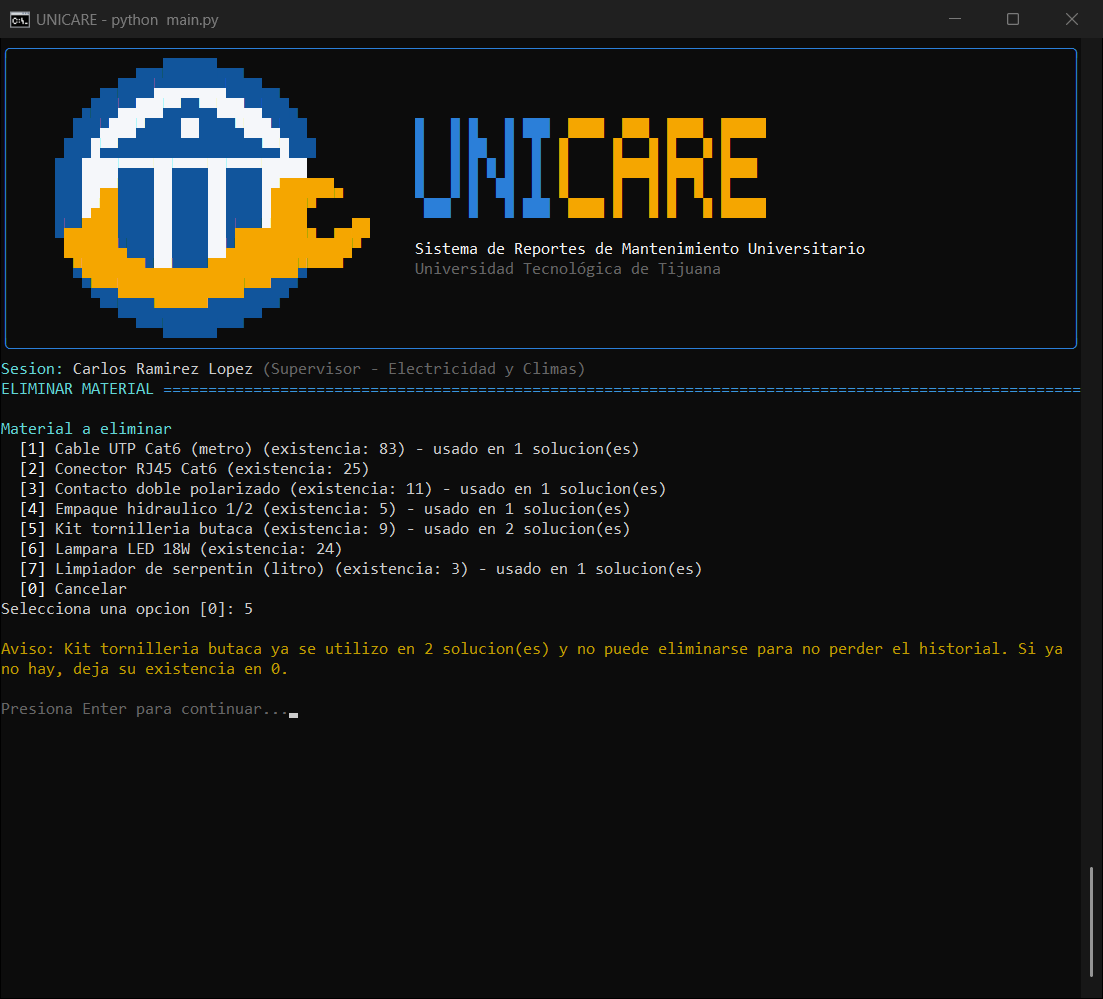 UNICARE - python  main.py
UNICARE
Sistema de Reportes de Mantenimiento Universitario
Universidad Tecnológica de Tijuana
Sesion: Carlos Ramirez Lopez (Supervisor - Electricidad y Climas)
ELIMINAR MATERIAL ======================================================================================================
Material a eliminar
[1] Cable UTP Cat6 (metro) (existencia: 83) - usado en 1 solucion(es)
[2] Conector RJ45 Cat6 (existencia: 25)
[3] Contacto doble polarizado (existencia: 11) - usado en 1 solucion(es)
[4] Empaque hidraulico 1/2 (existencia: 5) - usado en 1 solucion(es)
[5] Kit tornilleria butaca (existencia: 9) - usado en 2 solucion(es)
[6] Lampara LED 18W (existencia: 24)
[7] Limpiador de serpentin (litro) (existencia: 3) - usado en 1 solucion(es)
[0] Cancelar
Selecciona una opcion [0]: 5
Aviso: Kit tornilleria butaca ya se utilizo en 2 solucion(es) y no puede eliminarse para no perder el historial. Si ya
no hay, deja su existencia en 0.
Presiona Enter para continuar...